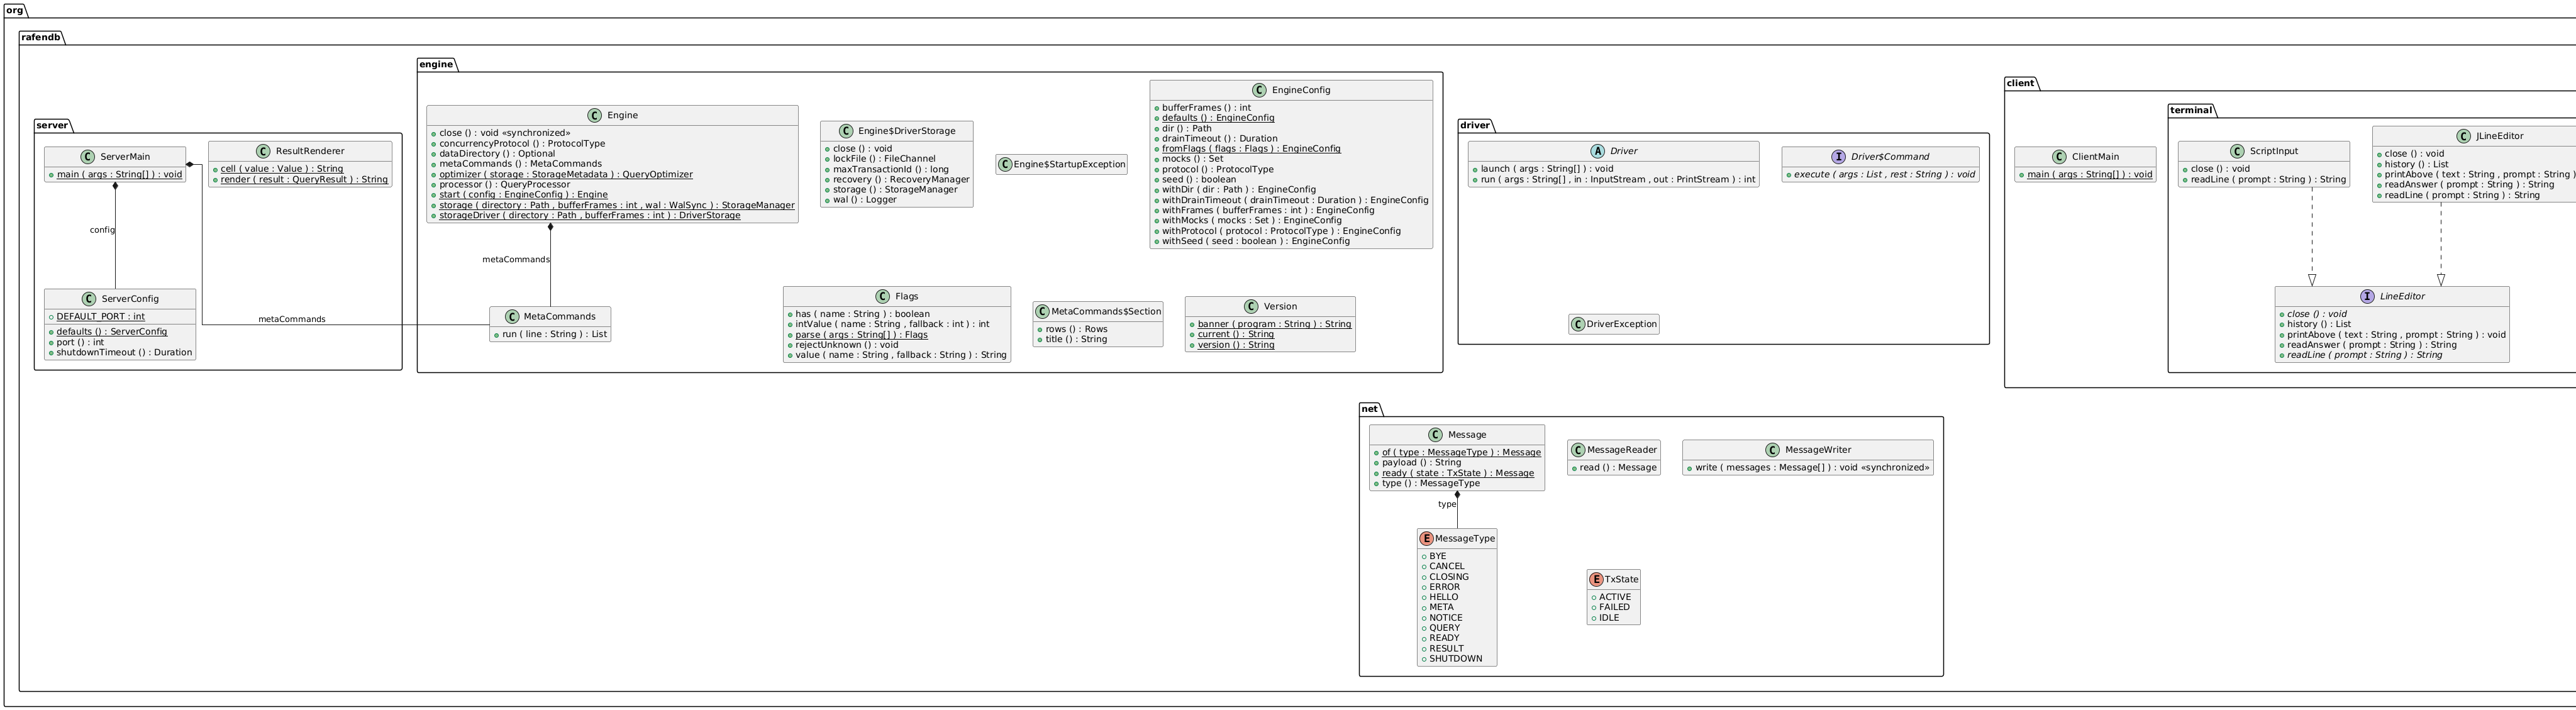 org
rafendb
server
ServerMain
main ( args : String[] ) : void
ResultRenderer
cell ( value : Value ) : String
render ( result : QueryResult ) : String
config
ServerConfig
DEFAULT_PORT : int
defaults () : ServerConfig
port () : int
shutdownTimeout () : Duration
metaCommands
engine
Engine
close () : void «synchronized»
concurrencyProtocol () : ProtocolType
dataDirectory () : Optional
metaCommands () : MetaCommands
optimizer ( storage : StorageMetadata ) : QueryOptimizer
processor () : QueryProcessor
start ( config : EngineConfig ) : Engine
storage ( directory : Path , bufferFrames : int , wal : WalSync ) : StorageManager
storageDriver ( directory : Path , bufferFrames : int ) : DriverStorage
Engine$DriverStorage
close () : void
lockFile () : FileChannel
maxTransactionId () : long
recovery () : RecoveryManager
storage () : StorageManager
wal () : Logger
Engine$StartupException
EngineConfig
bufferFrames () : int
defaults () : EngineConfig
dir () : Path
drainTimeout () : Duration
fromFlags ( flags : Flags ) : EngineConfig
mocks () : Set
protocol () : ProtocolType
seed () : boolean
withDir ( dir : Path ) : EngineConfig
withDrainTimeout ( drainTimeout : Duration ) : EngineConfig
withFrames ( bufferFrames : int ) : EngineConfig
withMocks ( mocks : Set ) : EngineConfig
withProtocol ( protocol : ProtocolType ) : EngineConfig
withSeed ( seed : boolean ) : EngineConfig
metaCommands
MetaCommands
run ( line : String ) : List
Flags
has ( name : String ) : boolean
intValue ( name : String , fallback : int ) : int
parse ( args : String[] ) : Flags
rejectUnknown () : void
value ( name : String , fallback : String ) : String
MetaCommands$Section
rows () : Rows
title () : String
Version
banner ( program : String ) : String
current () : String
version () : String
driver
Driver
launch ( args : String[] ) : void
run ( args : String[] , in : InputStream , out : PrintStream ) : int
Driver$Command
execute ( args : List , rest : String ) : void
DriverException
client
ClientMain
main ( args : String[] ) : void
terminal
ScriptInput
close () : void
readLine ( prompt : String ) : String
JLineEditor
close () : void
history () : List
printAbove ( text : String , prompt : String )
readAnswer ( prompt : String ) : String
readLine ( prompt : String ) : String
LineEditor
close () : void
history () : List
printAbove ( text : String , prompt : String ) : void
readAnswer ( prompt : String ) : String
readLine ( prompt : String ) : String
net
Message
of ( type : MessageType ) : Message
payload () : String
ready ( state : TxState ) : Message
type () : MessageType
MessageReader
read () : Message
MessageWriter
write ( messages : Message[] ) : void «synchronized»
type
MessageType
BYE
CANCEL
CLOSING
ERROR
HELLO
META
NOTICE
QUERY
READY
RESULT
SHUTDOWN
TxState
ACTIVE
FAILED
IDLE